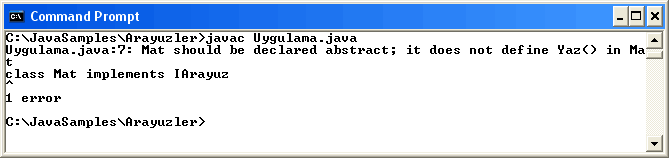 Command Prompt
C:\JavaSamples\Arayuzler>javac Uygulama.java
Uygulama.java:7: Mat should be declared abstract; it does not define Yaz() in Ma
t
class Mat implements IArayuz
^
1 error
C:\JavaSamples\Arayuzler>